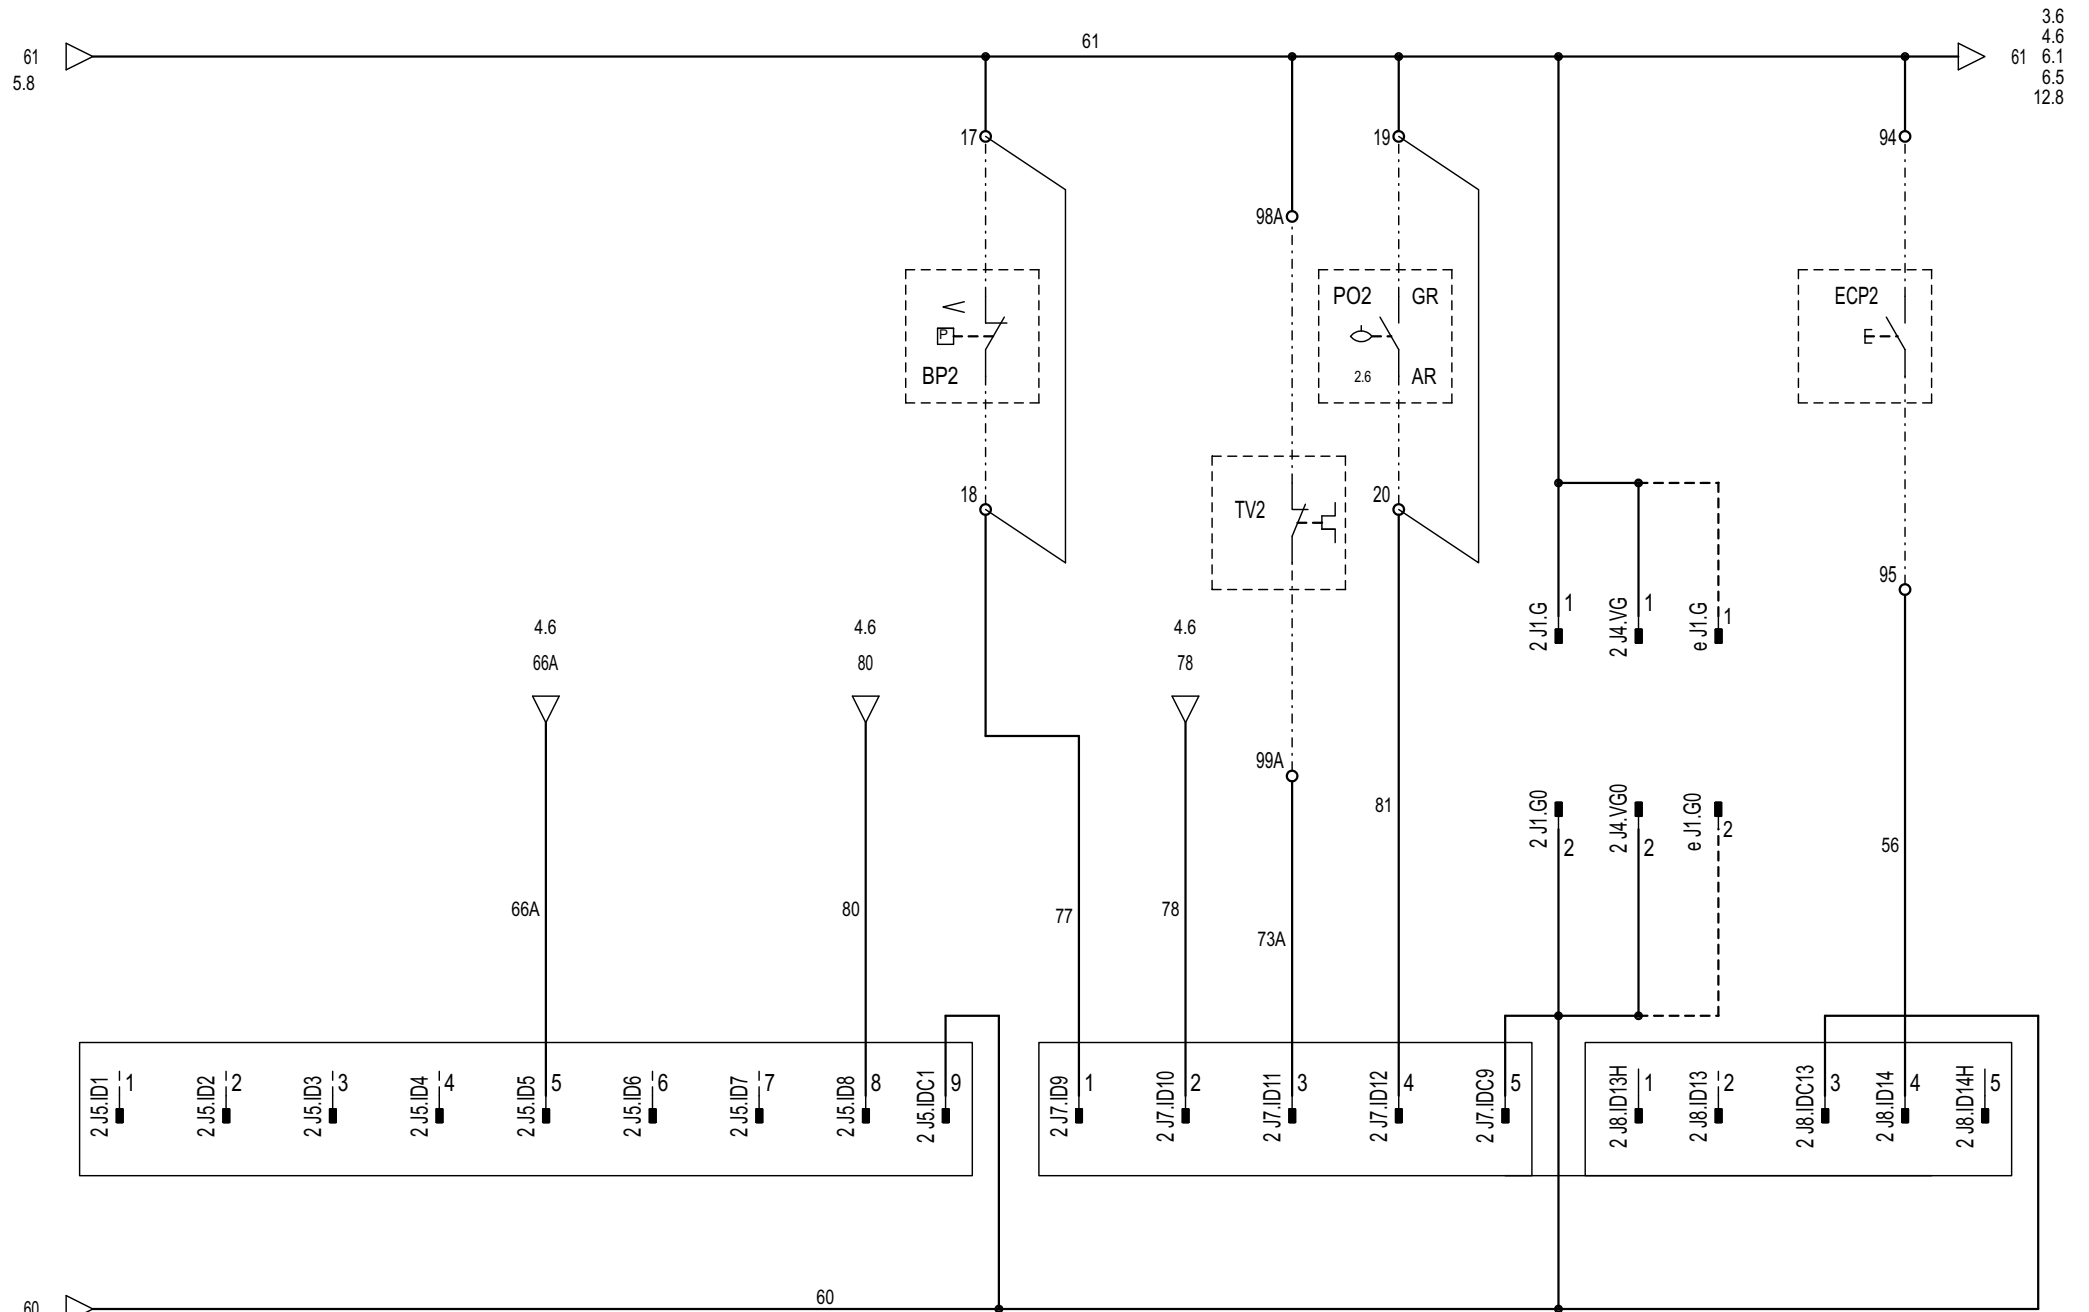 3.6
4.6
61
61
61 6.1
5.8
6.5
12.8
17
19
94
98A
PO2 GR
ECP2
<
P
E
BP2
2.6 AR
18
20
TV2
95
4.6
4.6
4.6
66A
80
78
2 J1.G 1
2 J4.VG 1
e J1.G 1
99A
81
2 J1.G0 2
2 J4.VG0 2
e J1.G0 2
56
66A
80
77
78
73A
2 J5.ID1 1
2 J5.ID2 2
2 J5.ID3 3
2 J5.ID4 4
2 J5.ID5 5
2 J5.ID6 6
2 J5.ID7 7
2 J5.ID8 8
2 J5.IDC1 9
2 J7.ID9 1
2 J7.ID10 2
2 J7.ID11 3
2 J7.ID12 4
2 J7.IDC9 5
2 J8.ID13H 1
2 J8.ID13 2
2 J8.IDC13 3
2 J8.ID14 4
2 J8.ID14H 5
60
60